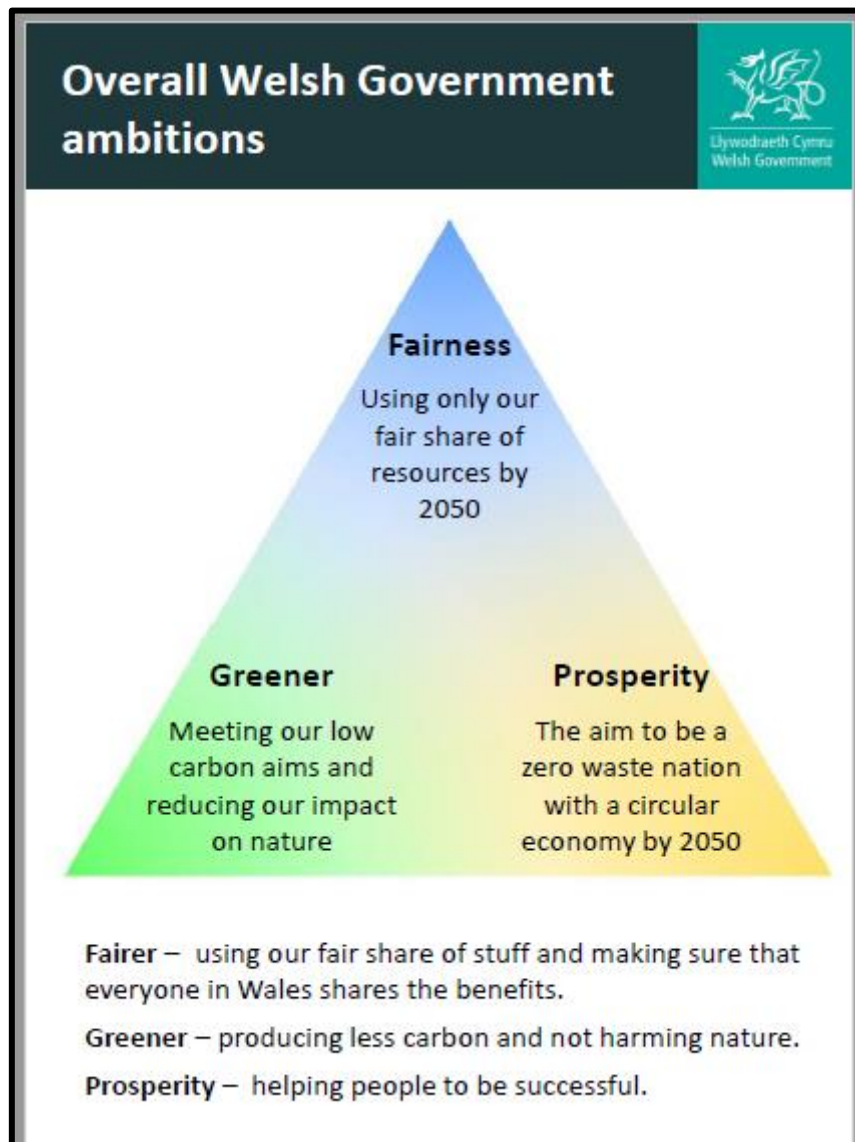 Overall Welsh Government
ambitions
Llywodraeth Cymru
Welsh Government
Fairness
Using only our
fair share of
resources by
2050
Greener
Meeting our low
carbon aims and
reducing our impact
on nature
Prosperity
The aim to be a
zero waste nation
with a circular
economy by 2050
Fairer – using our fair share of stuff and making sure that
everyone in Wales shares the benefits.
Greener – producing less carbon and not harming nature.
Prosperity – helping people to be successful.